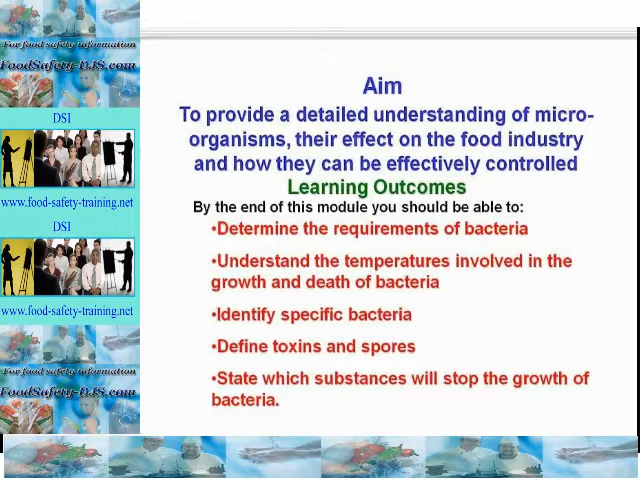 For food safety information
FoodSafety-DJS.com
DSI
www.food-safety-training.net
DSI
www.food-safety-training.net
For food safety information
FoodSafety-DJS.com
Aim
To provide a detailed understanding of micro-
organisms, their effect on the food industry
and how they can be effectively controlled
Learning Outcomes
By the end of this module you should be able to:
•Determine the requirements of bacteria
•Understand the temperatures involved in the
growth and death of bacteria
•Identify specific bacteria
•Define toxins and spores
•State which substances will stop the growth of
bacteria.